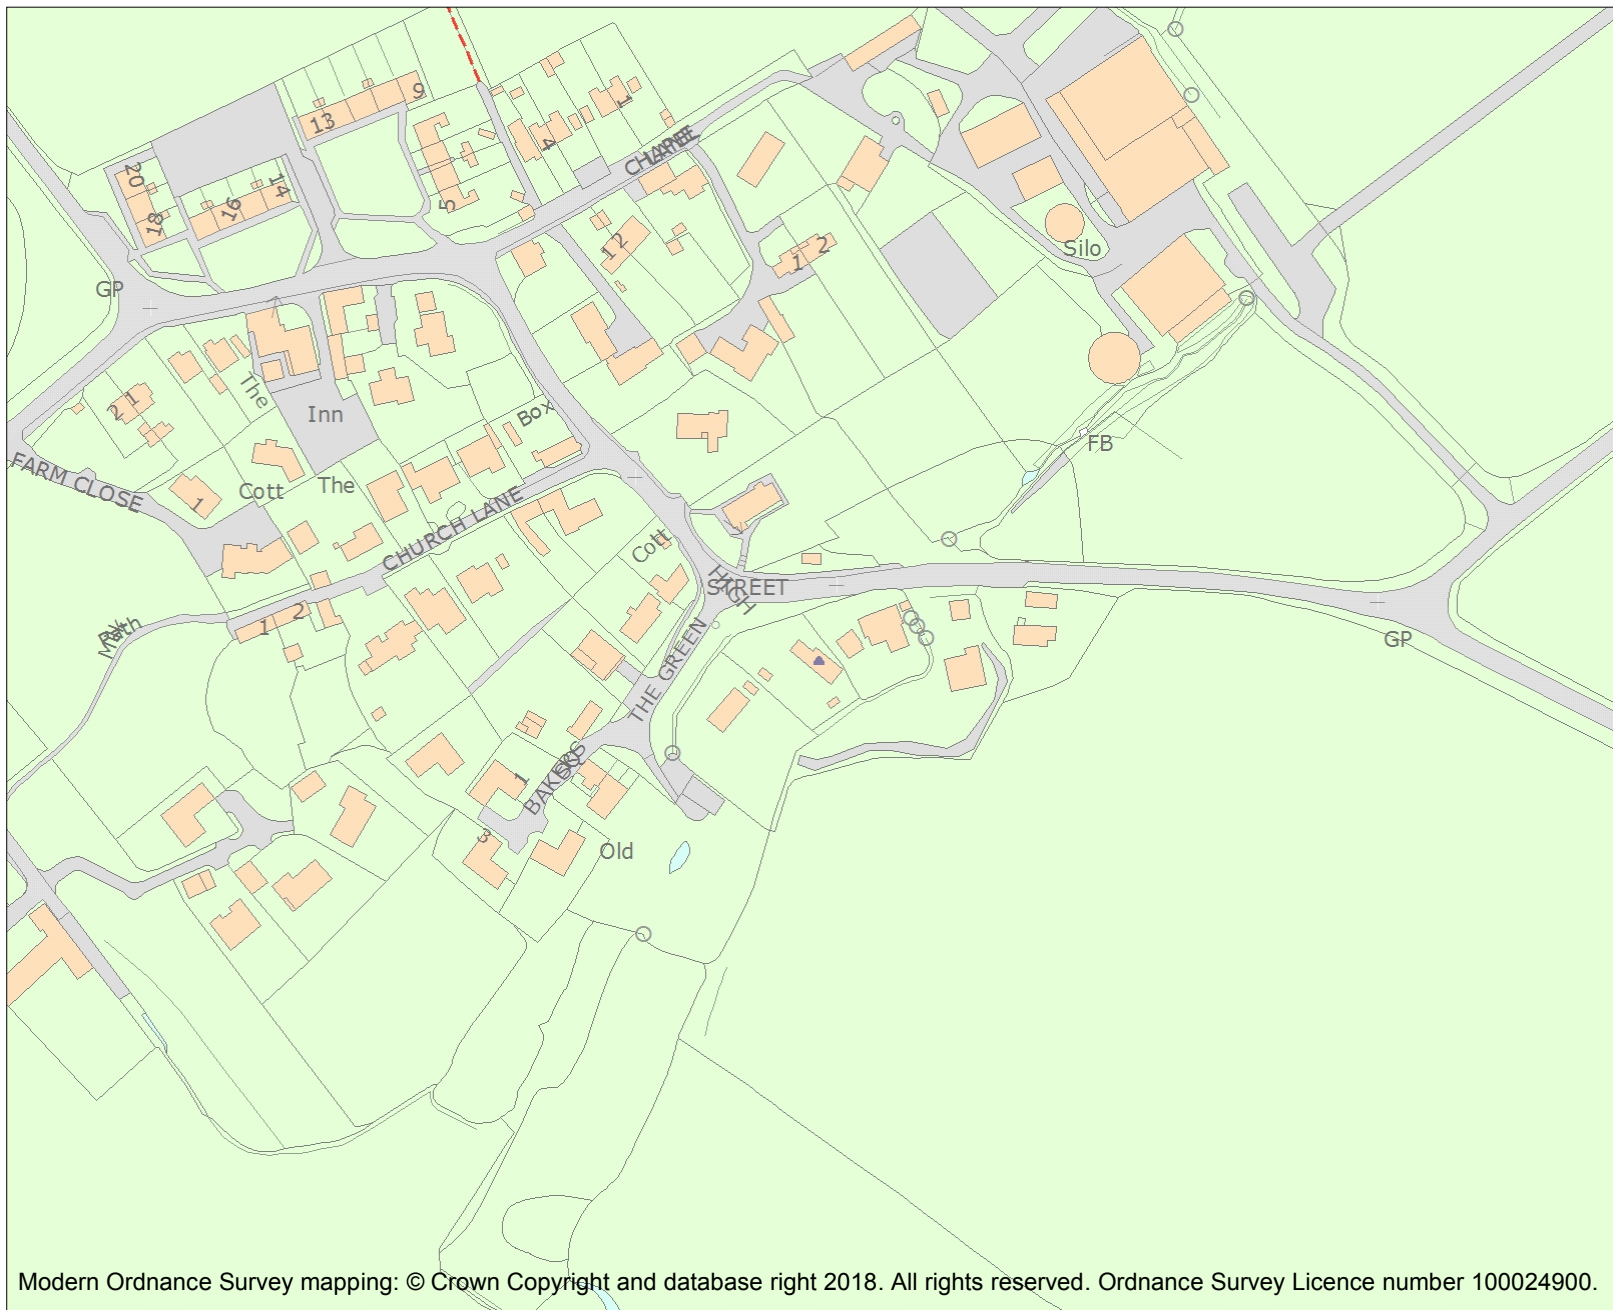 9
13
1
20
4
CHAPEL
LANE
14
5
16
18
1 2
2
1
Silo
GP
The
2 1
Inn
Box
FB
FARM CLOSE
Cott
The
1
CHURCH LANE
Cott
HIGH
STREET
2
1
Path
GP
THE GREEN
BAKERS
1
3
Old
Modern Ordnance Survey mapping: © Crown Copyright and database right 2018. All rights reserved. Ordnance Survey Licence number 100024900.